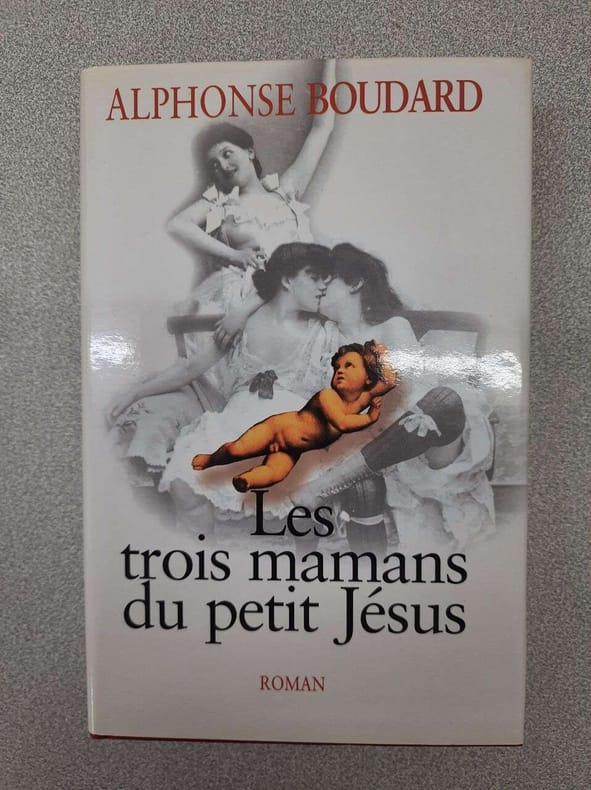 ALPHONSE BOUDARD
Les
trois mamans
du petit Jésus
ROMAN